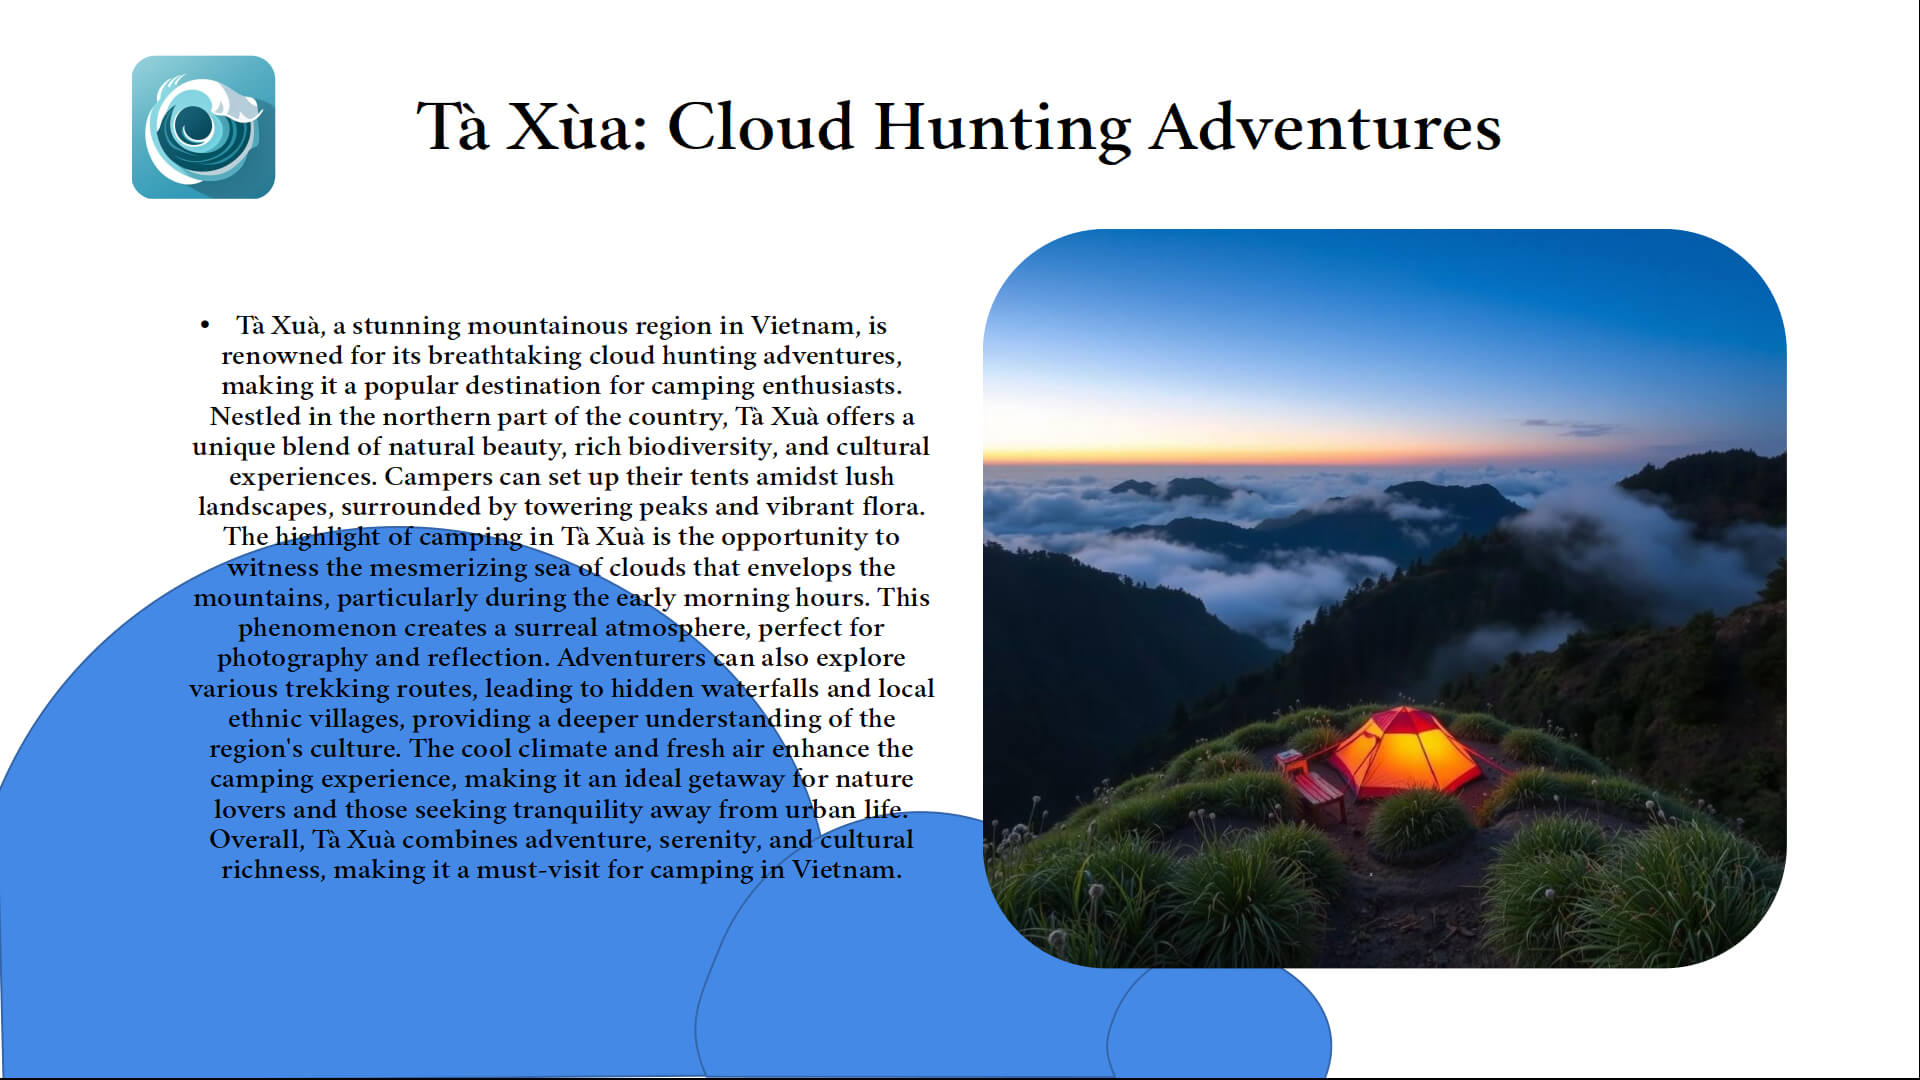 Tà Xùa: Cloud Hunting Adventures
• Tà Xuà, a stunning mountainous region in Vietnam, is
renowned for its breathtaking cloud hunting adventures,
making it a popular destination for camping enthusiasts.
Nestled in the northern part of the country, Tà Xuà offers a
unique blend of natural beauty, rich biodiversity, and cultural
experiences. Campers can set up their tents amidst lush
landscapes, surrounded by towering peaks and vibrant flora.
The highlight of camping in Tà Xuà is the opportunity to
witness the mesmerizing sea of clouds that envelops the
mountains, particularly during the early morning hours. This
phenomenon creates a surreal atmosphere, perfect for
photography and reflection. Adventurers can also explore
various trekking routes, leading to hidden waterfalls and local
ethnic villages, providing a deeper understanding of the
region's culture. The cool climate and fresh air enhance the
camping experience, making it an ideal getaway for nature
lovers and those seeking tranquility away from urban life.
Overall, Tà Xuà combines adventure, serenity, and cultural
richness, making it a must-visit for camping in Vietnam.